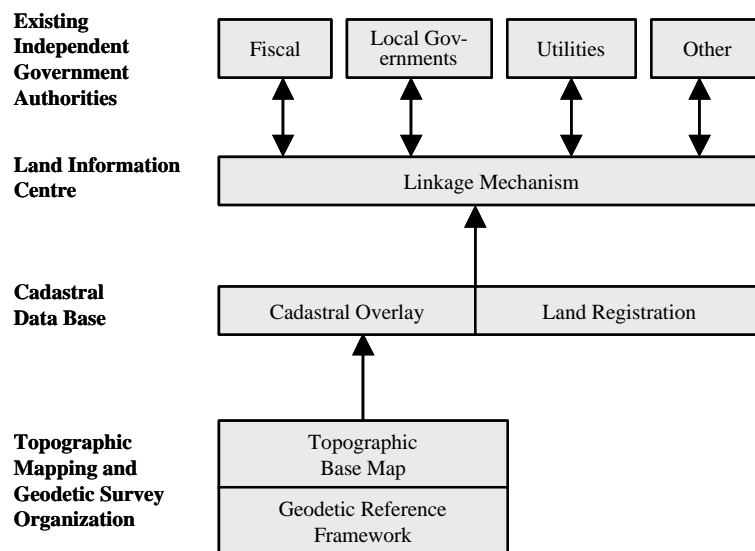 Existing
Independent
Government
Authorities
Fiscal
Local Gov-
ernments
Utilities
Other
Land Information
Centre
Linkage Mechanism
Cadastral
Data Base
Cadastral Overlay
Land Registration
Topographic
Mapping and
Geodetic Survey
Organization
Topographic
Base Map
Geodetic Reference
Framework